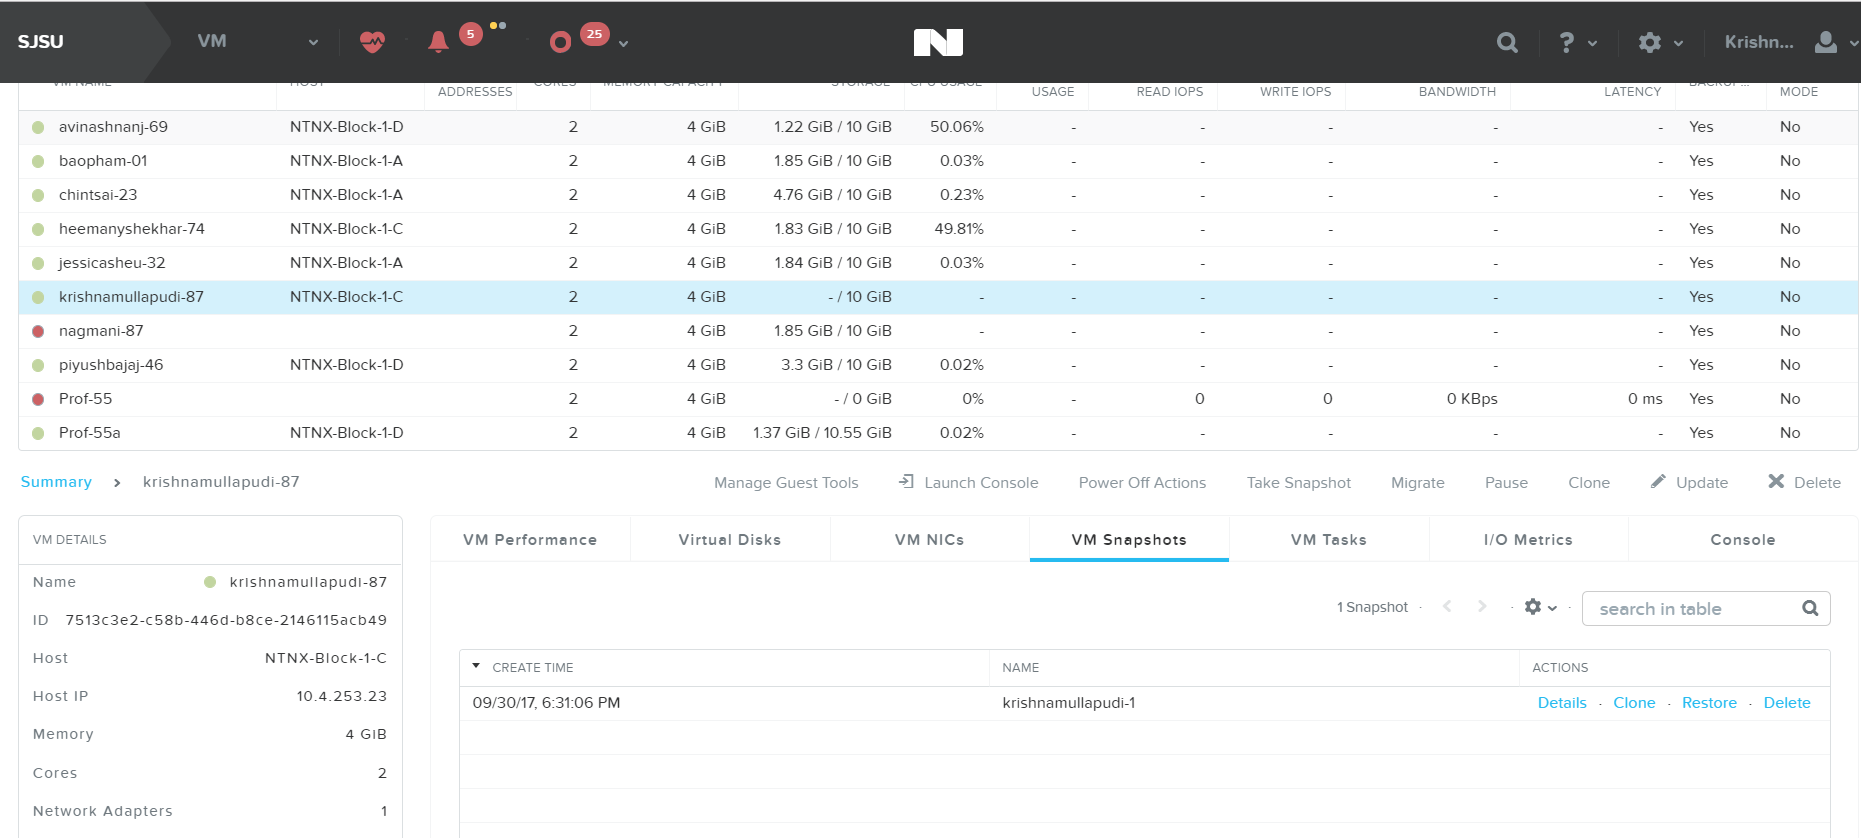 SJSU VM 5 25 ? Krishn...
VM NAME HOST ADDRESSES CORES MEMORY CAPACITY STORAGE CPU USAGE USAGE READ IOPS WRITE IOPS BANDWIDTH LATENCY BACKUP ... MODE
avinashnanj-69 NTNX-Block-1-D 2 4 GiB 1.22 GiB / 10 GiB 50.06% - - - - - Yes No
baopham-01 NTNX-Block-1-A 2 4 GiB 1.85 GiB / 10 GiB 0.03% - - - - - Yes No
chintsai-23 NTNX-Block-1-A 2 4 GiB 4.76 GiB / 10 GiB 0.23% - - - - - Yes No
heemanyshekhar-74 NTNX-Block-1-C 2 4 GiB 1.83 GiB / 10 GiB 49.81% - - - - - Yes No
jessicasheu-32 NTNX-Block-1-A 2 4 GiB 1.84 GiB / 10 GiB 0.03% - - - - - Yes No
krishnamullapudi-87 NTNX-Block-1-C 2 4 GiB - / 10 GiB - - - - - - Yes No
nagmani-87 2 4 GiB 1.85 GiB / 10 GiB - - - - - - Yes No
piyushbajaj-46 NTNX-Block-1-D 2 4 GiB 3.3 GiB / 10 GiB 0.02% - - - - - Yes No
Prof-55 2 4 GiB - / 0 GiB 0% - 0 0 0 KBps 0 ms Yes No
Prof-55a NTNX-Block-1-D 2 4 GiB 1.37 GiB / 10.55 GiB 0.02% - - - - - Yes No
Summary > krishnamullapudi-87 Manage Guest Tools Launch Console Power Off Actions Take Snapshot Migrate Pause Clone Update Delete
VM DETAILS
Name krishnamullapudi-87
ID 7513c3e2-c58b-446d-b8ce-2146115acb49
Host NTNX-Block-1-C
Host IP 10.4.253.23
Memory 4 GiB
Cores 2
Network Adapters 1
VM Performance Virtual Disks VM NICs VM Snapshots VM Tasks I/O Metrics Console
1 Snapshot · < > · · search in table
CREATE TIME NAME ACTIONS
09/30/17, 6:31:06 PM krishnamullapudi-1 Details · Clone · Restore · Delete